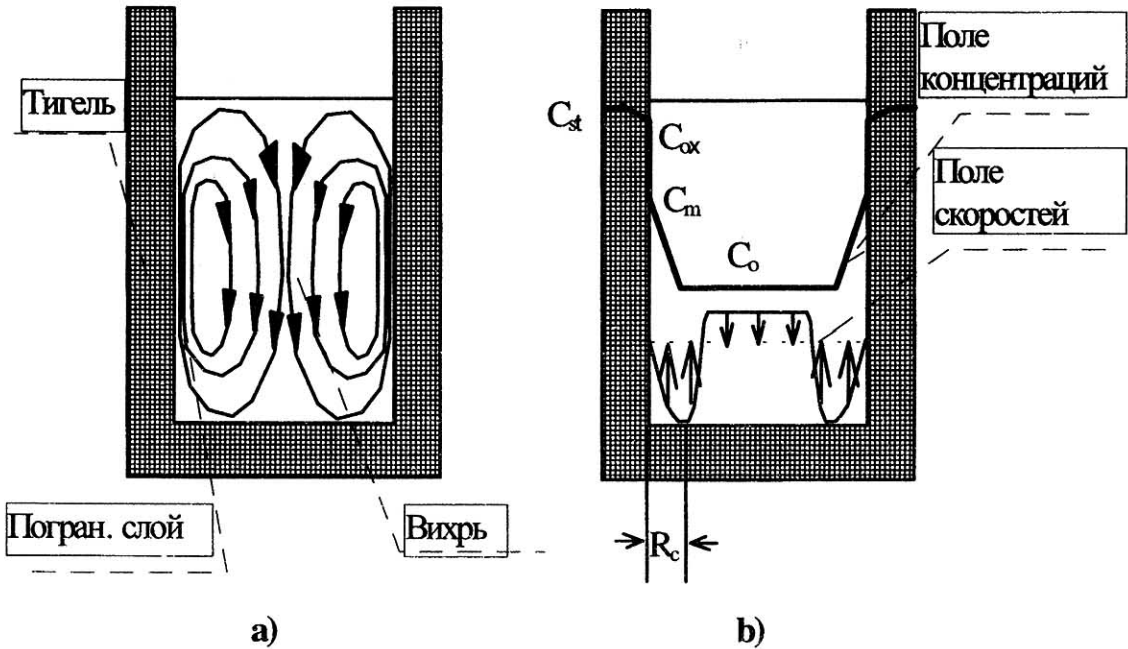 Тигель
Погран. слой
Вихрь
a)
Поле
концентраций
Поле
скоростей
C_st
C_ox
C_m
C_o
R_c
b)